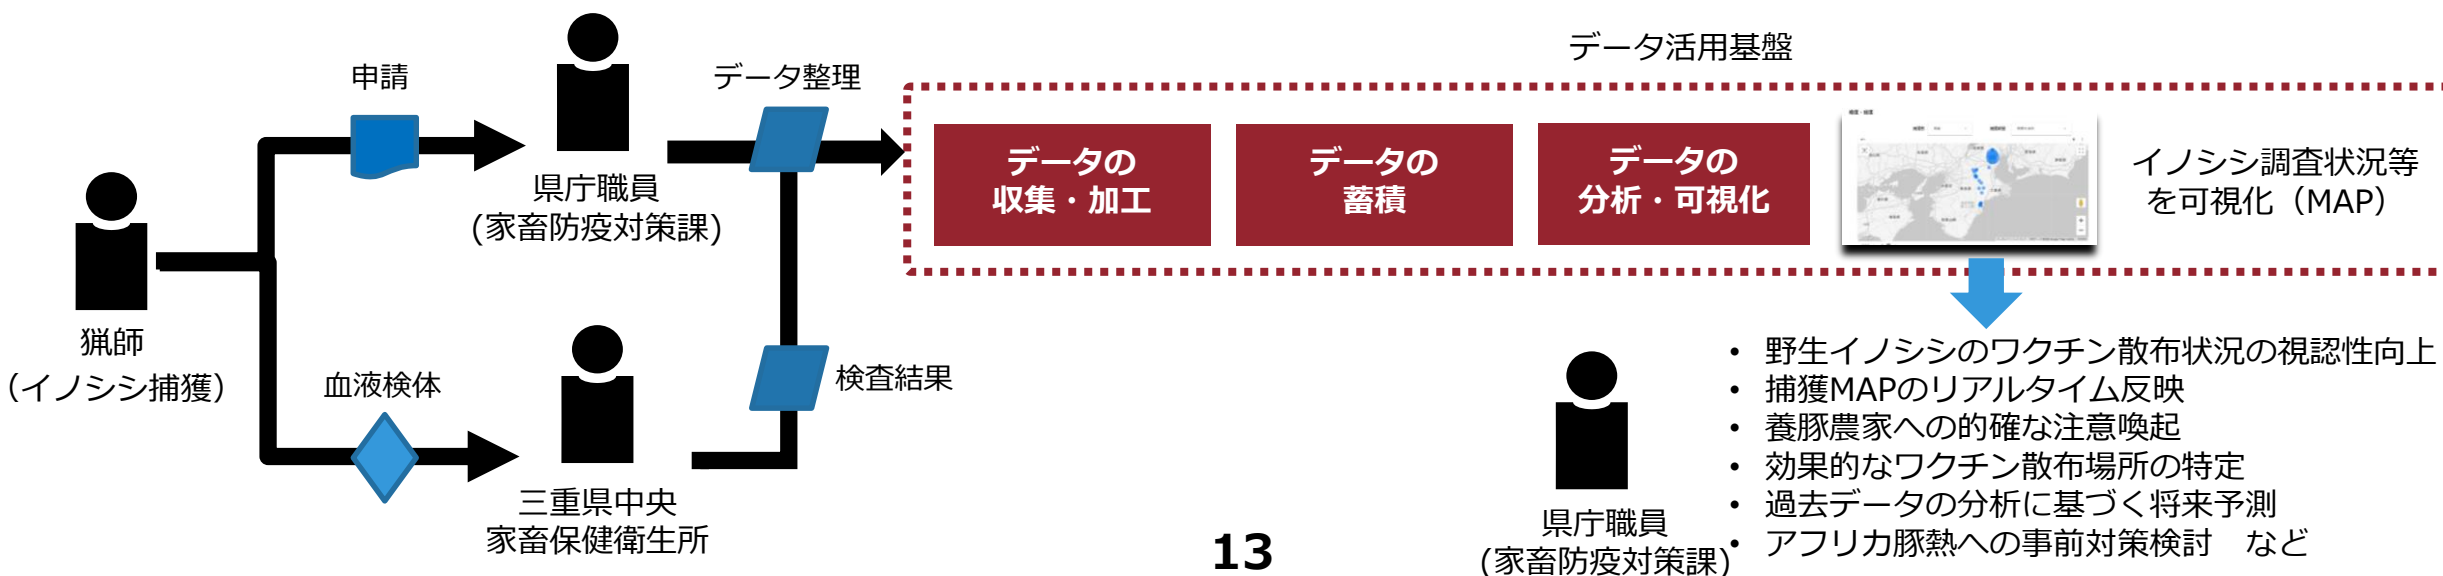 データ活用基盤
申請
データ整理
データの
収集・加工
データの
蓄積
データの
分析・可視化
イノシシ調査状況等
を可視化（MAP）
県庁職員
(家畜防疫対策課)
猟師
（イノシシ捕獲）
血液検体
検査結果
三重県中央
家畜保健衛生所
県庁職員
(家畜防疫対策課)
• 野生イノシシのワクチン散布状況の視認性向上
• 捕獲MAPのリアルタイム反映
• 養豚農家への的確な注意喚起
• 効果的なワクチン散布場所の特定
• 過去データの分析に基づく将来予測
• アフリカ豚熱への事前対策検討　など
13